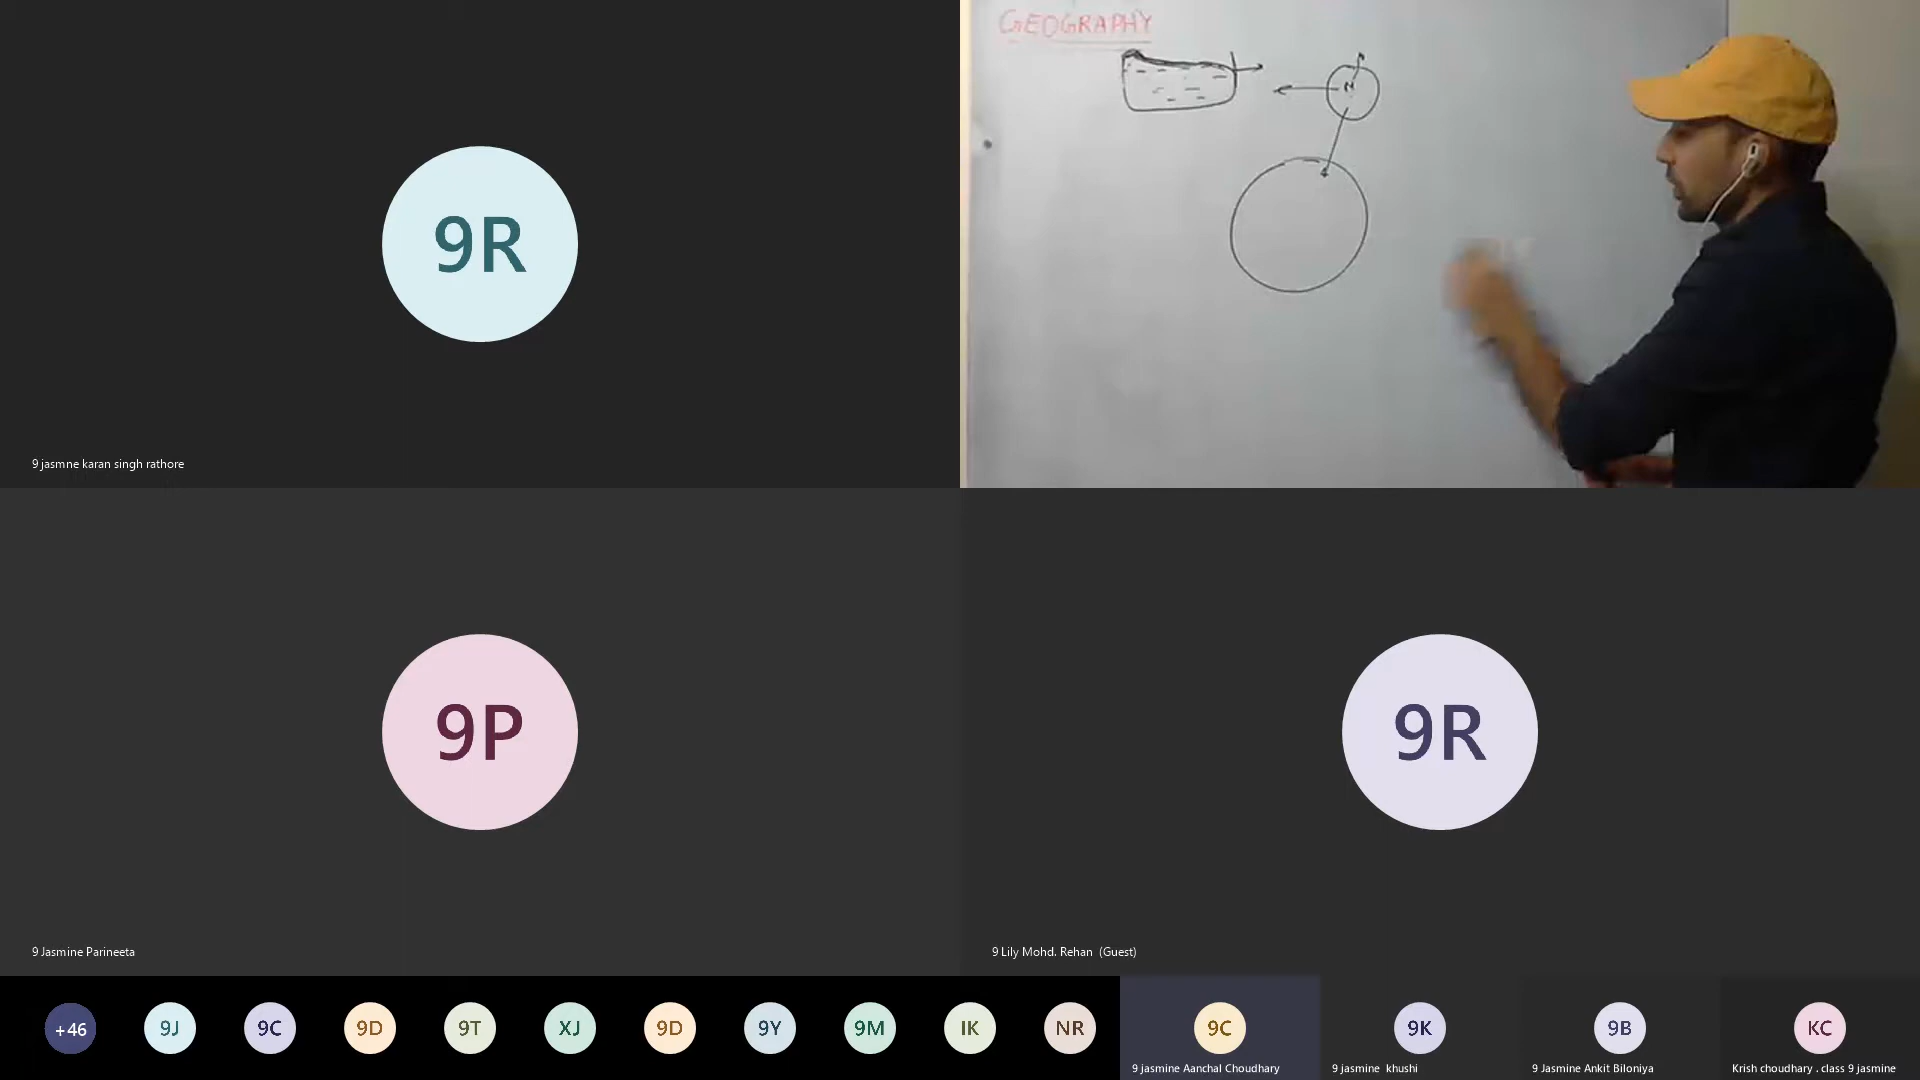 9R
9 jasmne karan singh rathore
GEOGRAPHY
9P
9 Jasmine Parineeta
9R
9 Lily Mohd. Rehan (Guest)
+46
9J
9C
9D
9T
XJ
9D
9Y
9M
IK
NR
9C
9 jasmine Aanchal Choudhary
9K
9 jasmine khushi
9B
9 Jasmine Ankit Biloniya
KC
Krish choudhary . class 9 jasmine